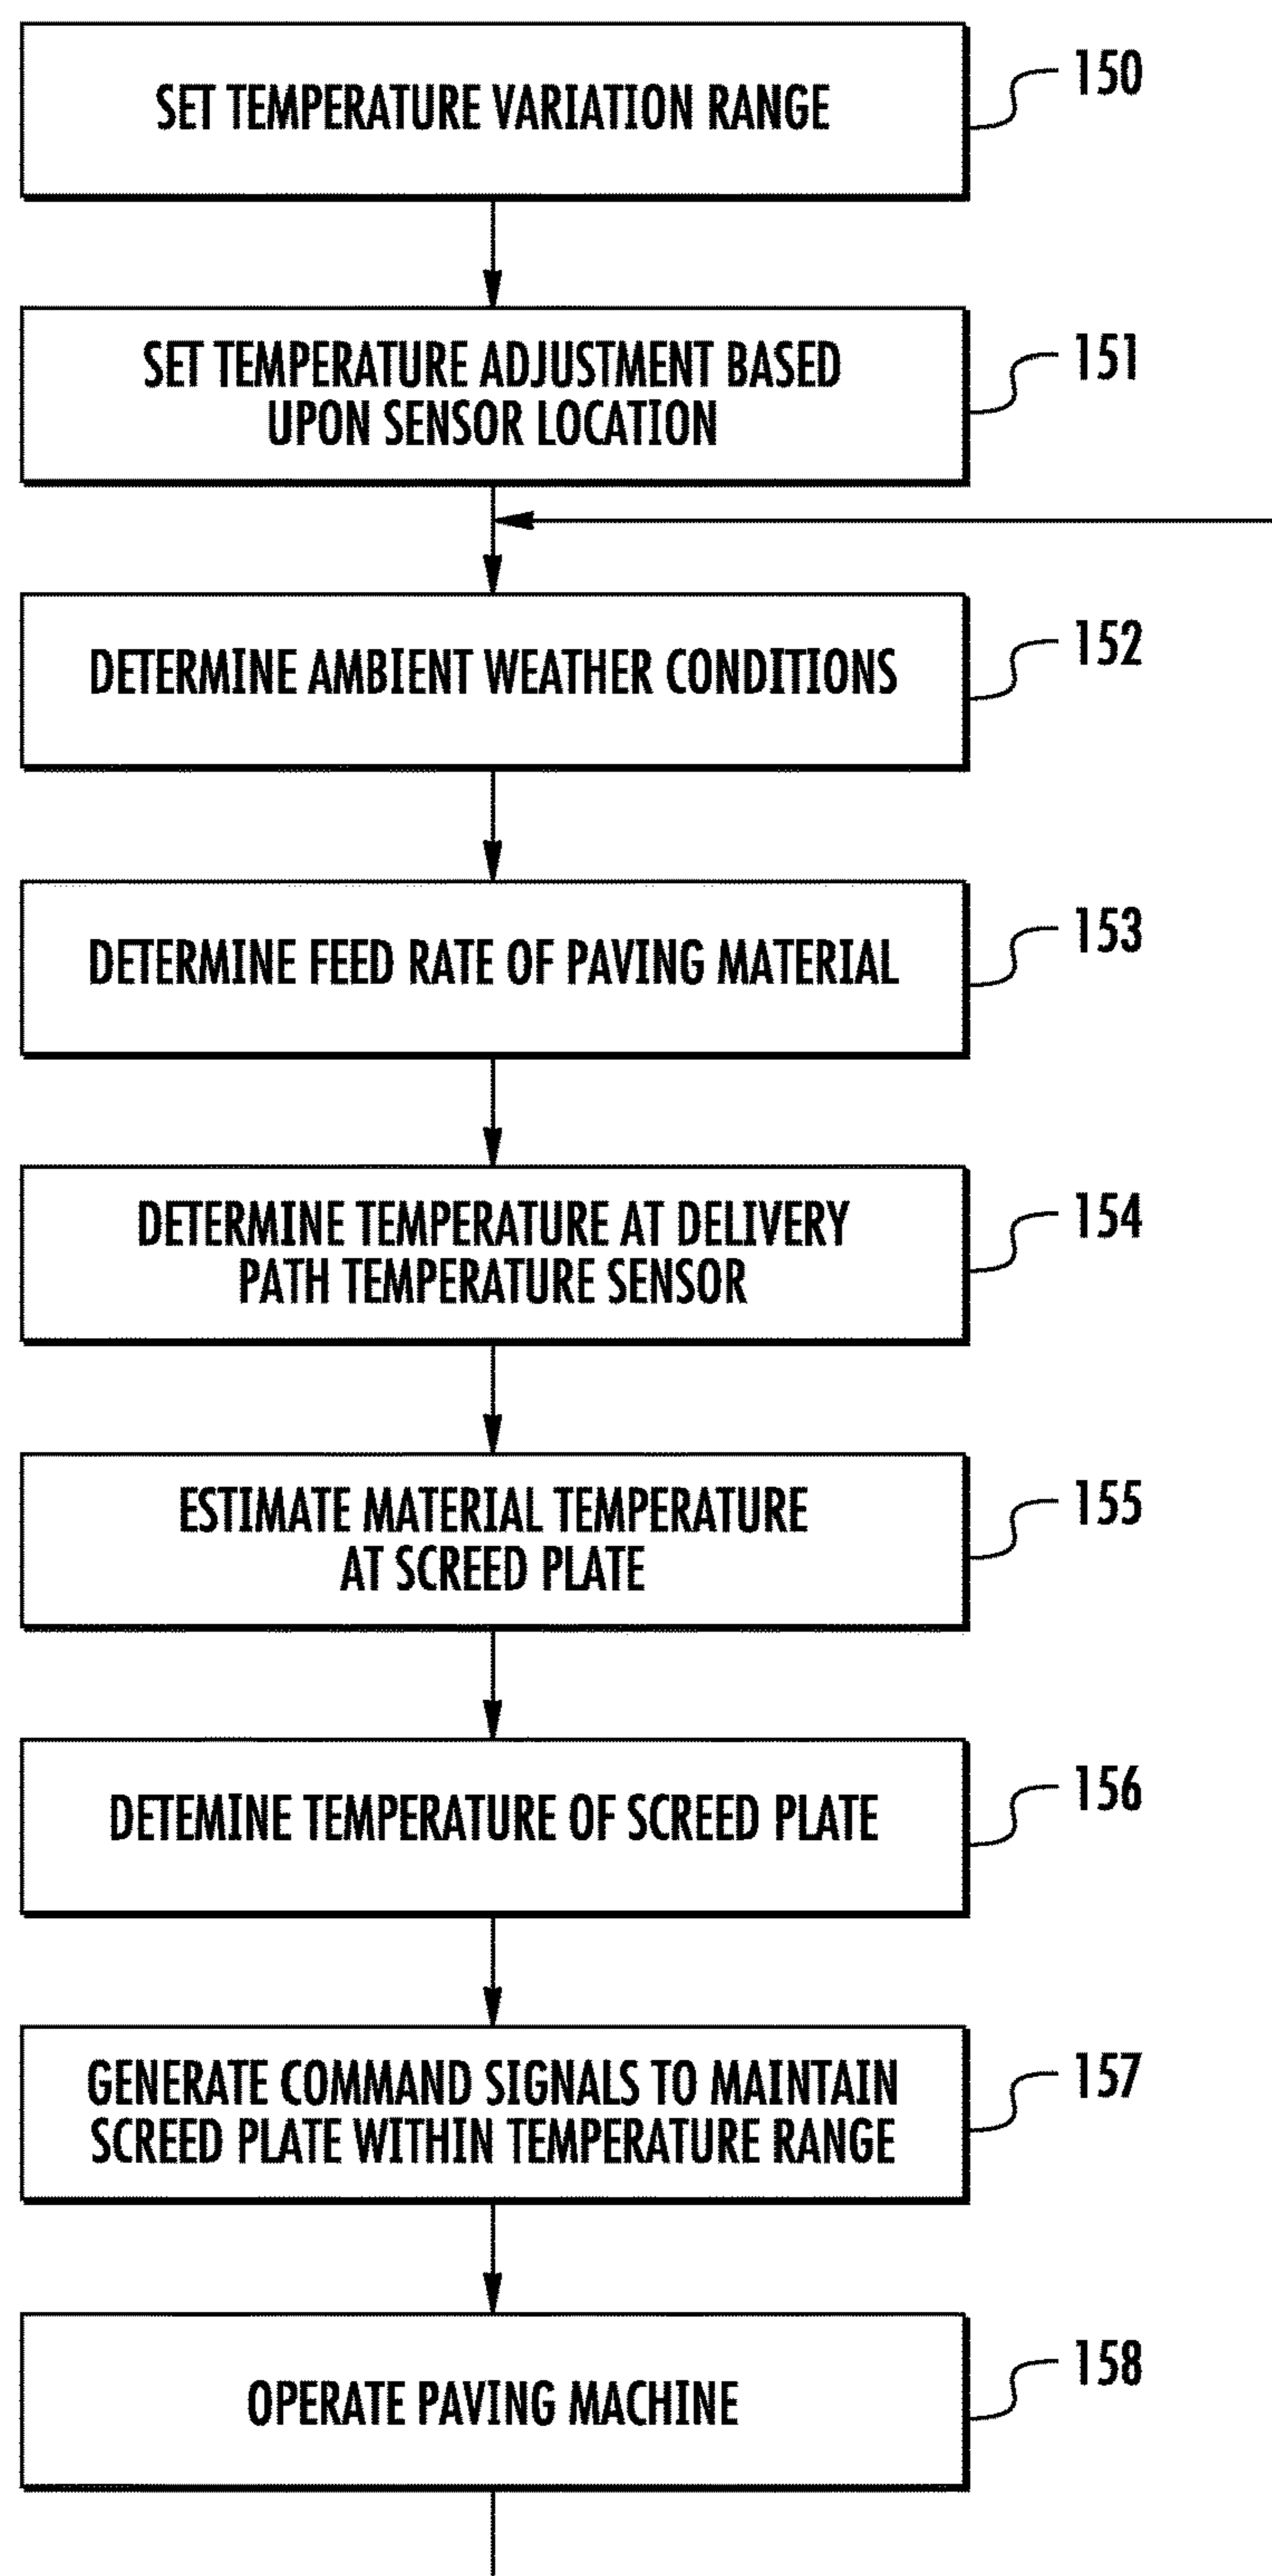 SET TEMPERATURE VARIATION RANGE
150
SET TEMPERATURE ADJUSTMENT BASED
UPON SENSOR LOCATION
151
DETERMINE AMBIENT WEATHER CONDITIONS
152
DETERMINE FEED RATE OF PAVING MATERIAL
153
DETERMINE TEMPERATURE AT DELIVERY
PATH TEMPERATURE SENSOR
154
ESTIMATE MATERIAL TEMPERATURE
AT SCREED PLATE
155
DETEMINE TEMPERATURE OF SCREED PLATE
156
GENERATE COMMAND SIGNALS TO MAINTAIN
SCREED PLATE WITHIN TEMPERATURE RANGE
157
OPERATE PAVING MACHINE
158